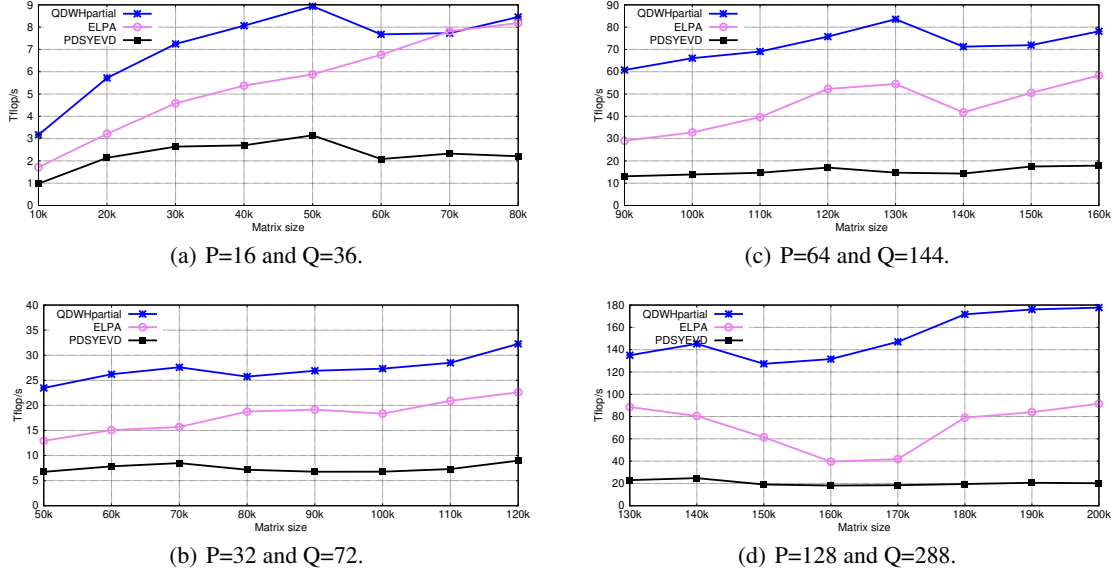 9
8
7
6
5
4
3
2
1
0
Tflop/s
QDWHpartial
ELPA
PDSYEVD
10k 20k 30k 40k 50k 60k 70k 80k
Matrix size
(a) P=16 and Q=36.
90
80
70
60
50
40
30
20
10
0
Tflop/s
QDWHpartial
ELPA
PDSYEVD
90k 100k 110k 120k 130k 140k 150k 160k
Matrix size
(c) P=64 and Q=144.
40
35
30
25
20
15
10
5
0
Tflop/s
QDWHpartial
ELPA
PDSYEVD
50k 60k 70k 80k 90k 100k 110k 120k
Matrix size
(b) P=32 and Q=72.
180
160
140
120
100
80
60
40
20
0
Tflop/s
QDWHpartial
ELPA
PDSYEVD
130k 140k 150k 160k 170k 180k 190k 200k
Matrix size
(d) P=128 and Q=288.